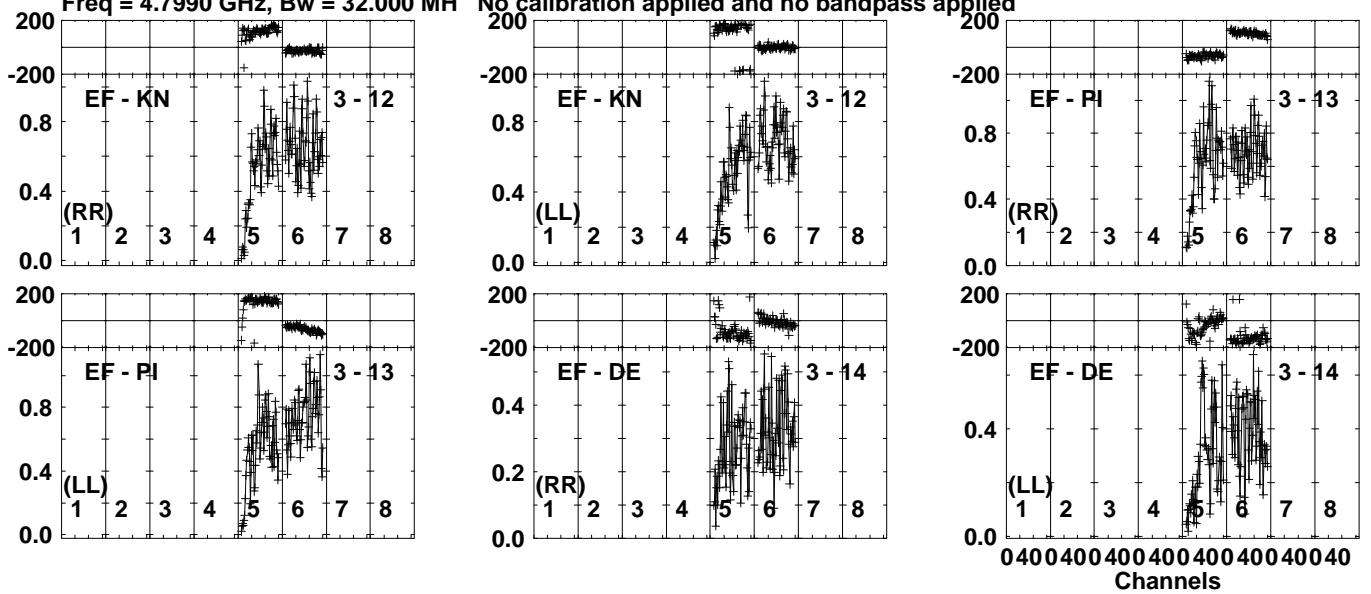 Freq = 4.7990 GHz, Bw = 32.000 MH No calibration applied and no bandpass applied
200
-200
EF - KN 3 - 12
0.8
0.4
(RR)
1 2 3 4 5 6 7 8
0.0
200
-200
EF - KN 3 - 12
0.8
0.4
(LL)
1 2 3 4 5 6 7 8
0.0
200
-200
EF - PI 3 - 13
0.8
0.4
(RR)
1 2 3 4 5 6 7 8
0.0
200
-200
EF - PI 3 - 13
0.8
0.4
(LL)
1 2 3 4 5 6 7 8
0.0
200
-200
EF - DE 3 - 14
0.4
0.2
(RR)
1 2 3 4 5 6 7 8
0.0
200
-200
EF - DE 3 - 14
0.4
(LL)
1 2 3 4 5 6 7 8
0.0
0 40 0 40 0 40 0 40 0 40 0 40 0 40 0 40
Channels